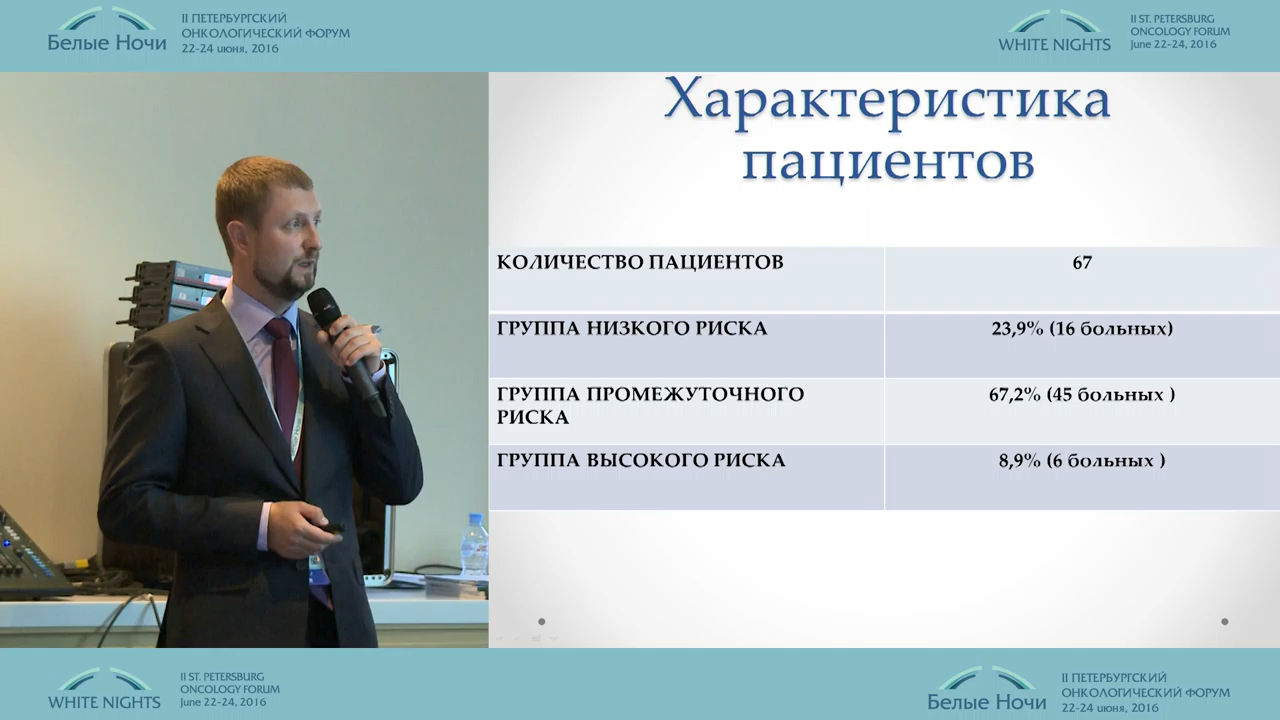 Белые Ночи
II ПЕТЕРБУРГСКИЙ
ОНКОЛОГИЧЕСКИЙ ФОРУМ
22-24 июня, 2016
WHITE NIGHTS
II ST. PETERSBURG
ONCOLOGY FORUM
June 22-24, 2016
Характеристика
пациентов
КОЛИЧЕСТВО ПАЦИЕНТОВ
67
ГРУППА НИЗКОГО РИСКА
23,9% (16 больных)
ГРУППА ПРОМЕЖУТОЧНОГО
РИСКА
67,2% (45 больных )
ГРУППА ВЫСОКОГО РИСКА
8,9% (6 больных )
WHITE NIGHTS
II ST. PETERSBURG
ONCOLOGY FORUM
June 22-24, 2016
Белые Ночи
II ПЕТЕРБУРГСКИЙ
ОНКОЛОГИЧЕСКИЙ ФОРУМ
22-24 июня, 2016